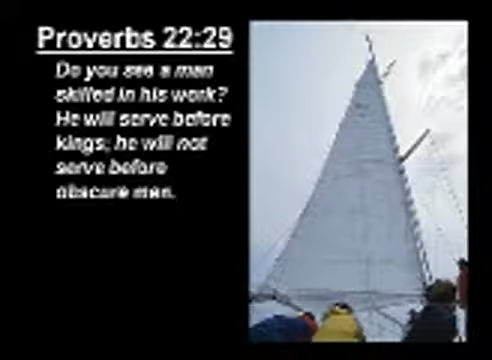 Proverbs 22:29
Do you see a man
skilled in his work?
He will serve before
kings; he will not
serve before
obscure men.